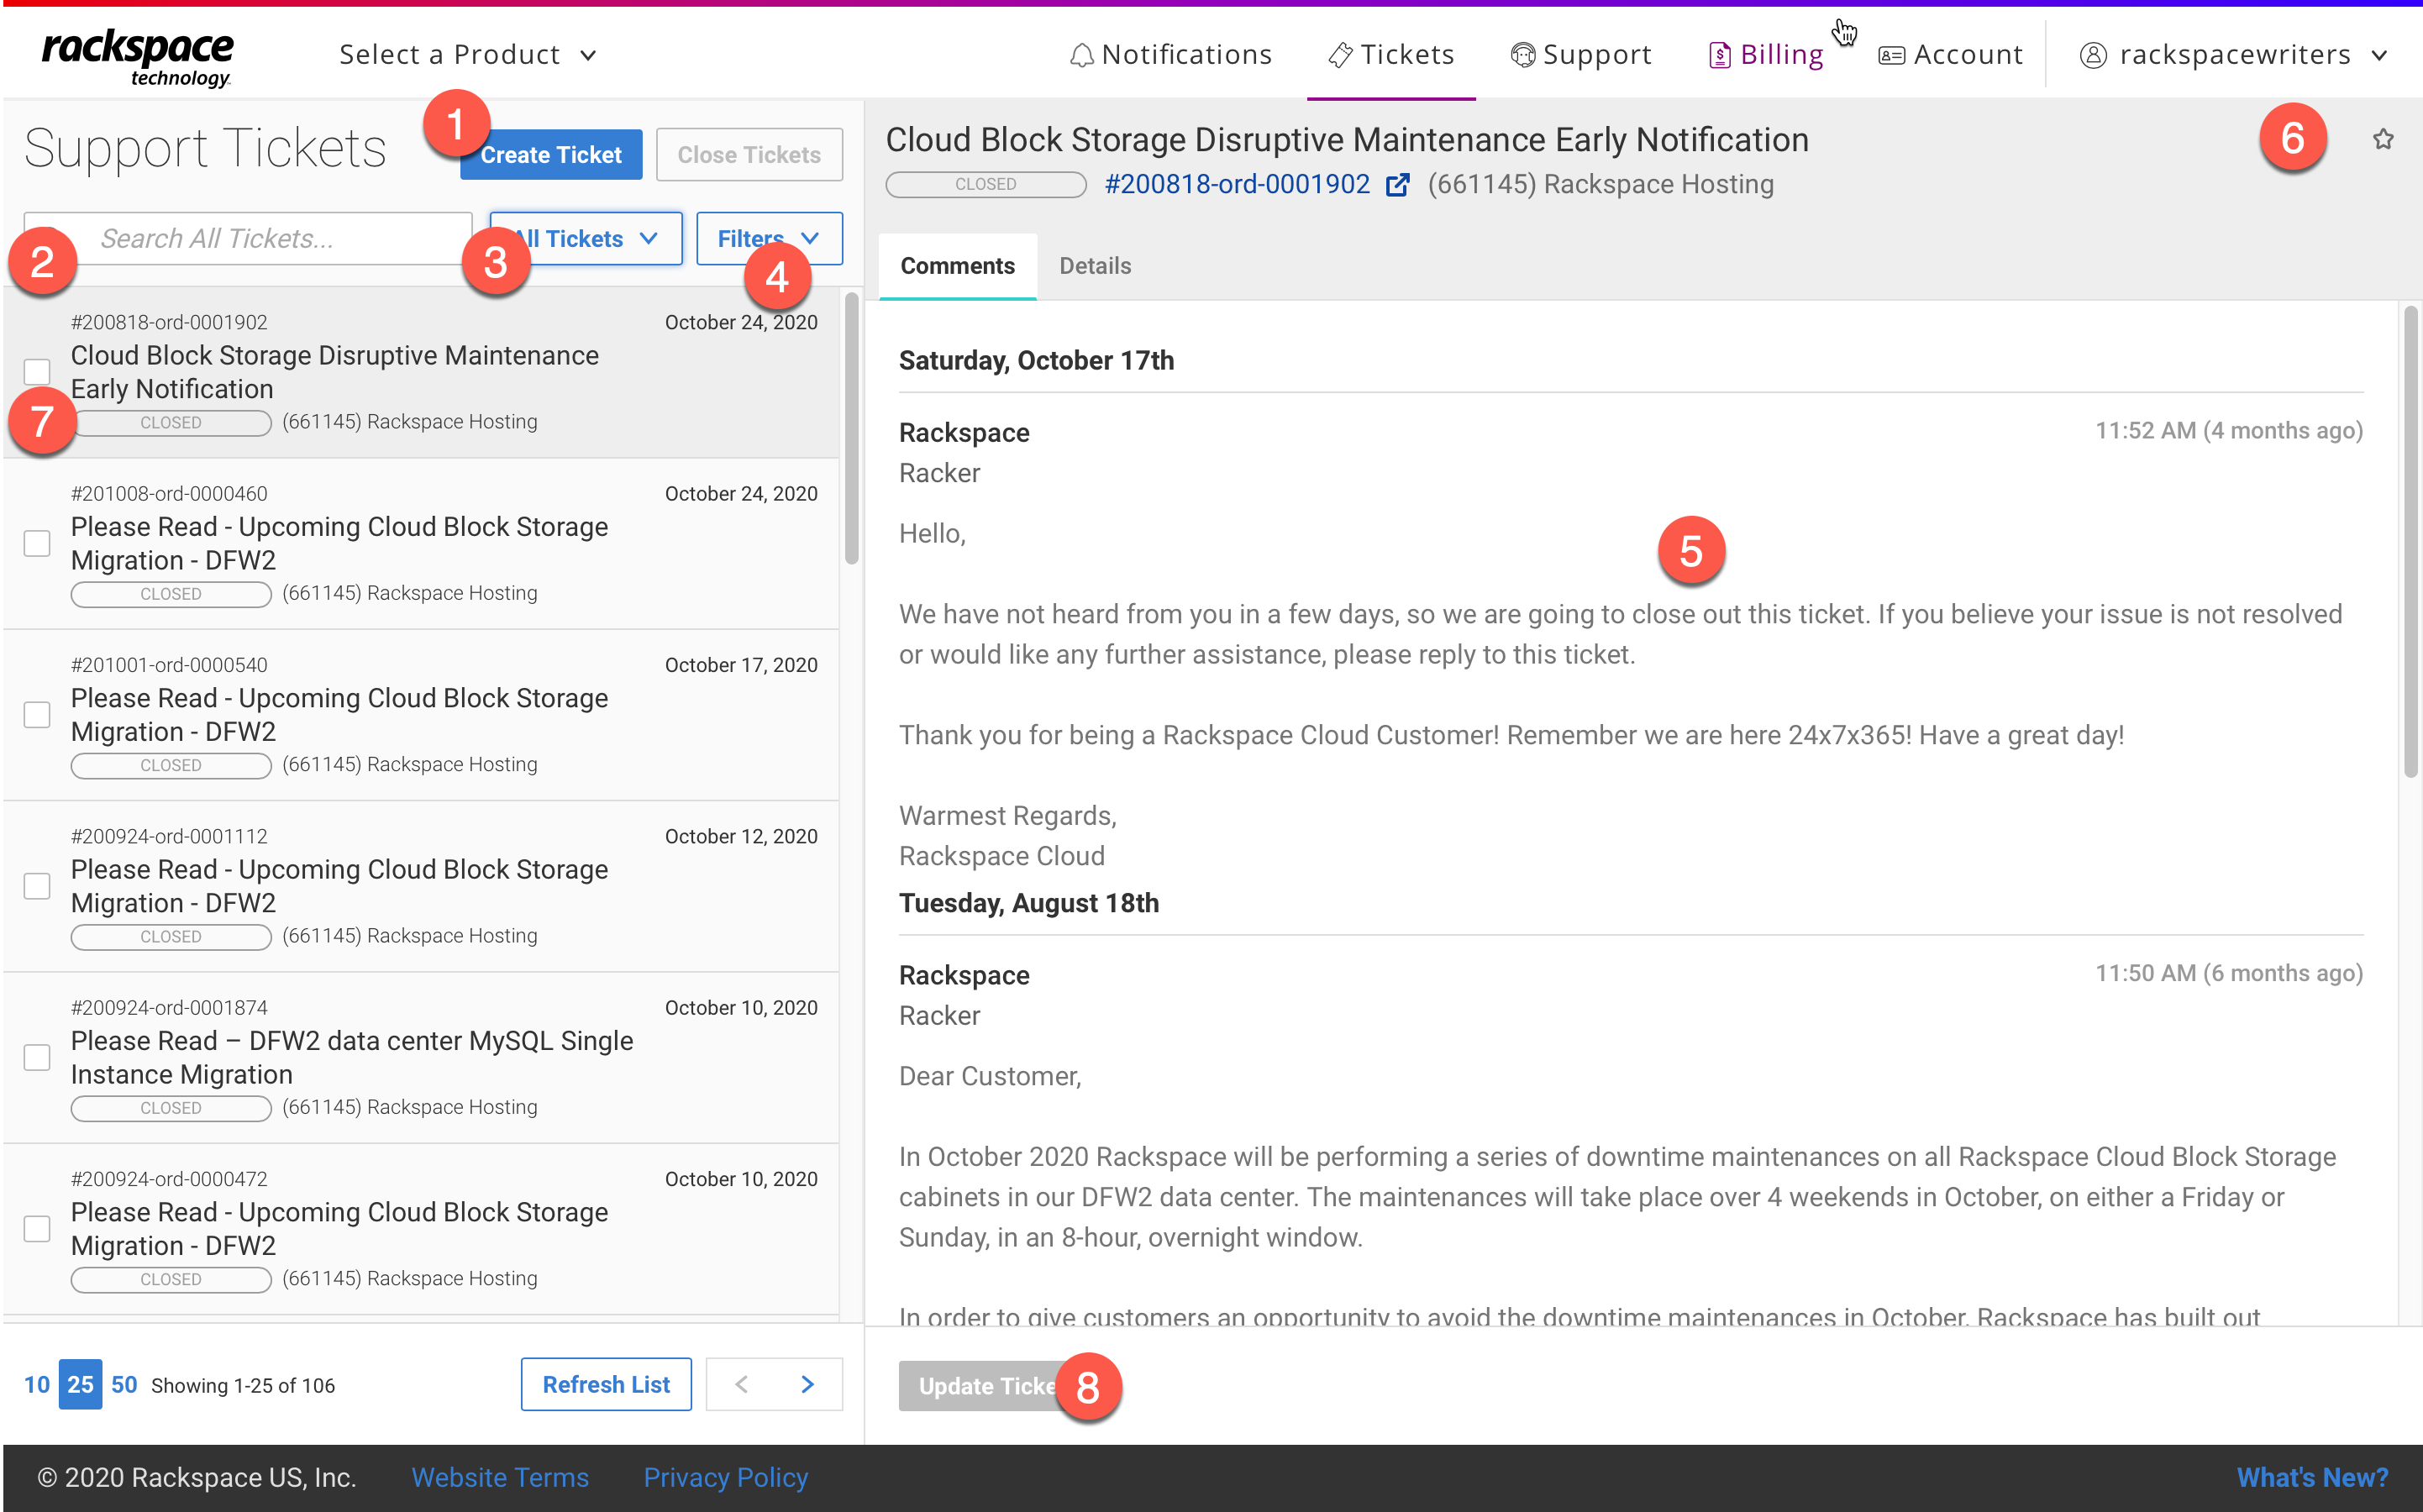 rackspace
technology
Select a Product
Notifications
Tickets
Support
Billing
Account
rackspacewriters
Support Tickets
1
Create Ticket
Close Tickets
2
Search All Tickets...
3
All Tickets
Filters
4
#200818-ord-0001902
October 24, 2020
Cloud Block Storage Disruptive Maintenance
Early Notification
7
CLOSED
(661145) Rackspace Hosting
#201008-ord-0000460
October 24, 2020
Please Read - Upcoming Cloud Block Storage
Migration - DFW2
CLOSED
(661145) Rackspace Hosting
#201001-ord-0000540
October 17, 2020
Please Read - Upcoming Cloud Block Storage
Migration - DFW2
CLOSED
(661145) Rackspace Hosting
#200924-ord-0001112
October 12, 2020
Please Read - Upcoming Cloud Block Storage
Migration - DFW2
CLOSED
(661145) Rackspace Hosting
#200924-ord-0001874
October 10, 2020
Please Read – DFW2 data center MySQL Single
Instance Migration
CLOSED
(661145) Rackspace Hosting
#200924-ord-0000472
October 10, 2020
Please Read - Upcoming Cloud Block Storage
Migration - DFW2
CLOSED
(661145) Rackspace Hosting
10 25 50 Showing 1-25 of 106
Refresh List
Cloud Block Storage Disruptive Maintenance Early Notification
6
CLOSED
#200818-ord-0001902
(661145) Rackspace Hosting
Comments
Details
Saturday, October 17th
Rackspace
11:52 AM (4 months ago)
Racker
Hello,
5
We have not heard from you in a few days, so we are going to close out this ticket. If you believe your issue is not resolved
or would like any further assistance, please reply to this ticket.
Thank you for being a Rackspace Cloud Customer! Remember we are here 24x7x365! Have a great day!
Warmest Regards,
Rackspace Cloud
Tuesday, August 18th
Rackspace
11:50 AM (6 months ago)
Racker
Dear Customer,
In October 2020 Rackspace will be performing a series of downtime maintenances on all Rackspace Cloud Block Storage
cabinets in our DFW2 data center. The maintenances will take place over 4 weekends in October, on either a Friday or
Sunday, in an 8-hour, overnight window.
In order to give customers an opportunity to avoid the downtime maintenances in October, Rackspace has built out
Update Ticke
8
© 2020 Rackspace US, Inc.
Website Terms
Privacy Policy
What's New?